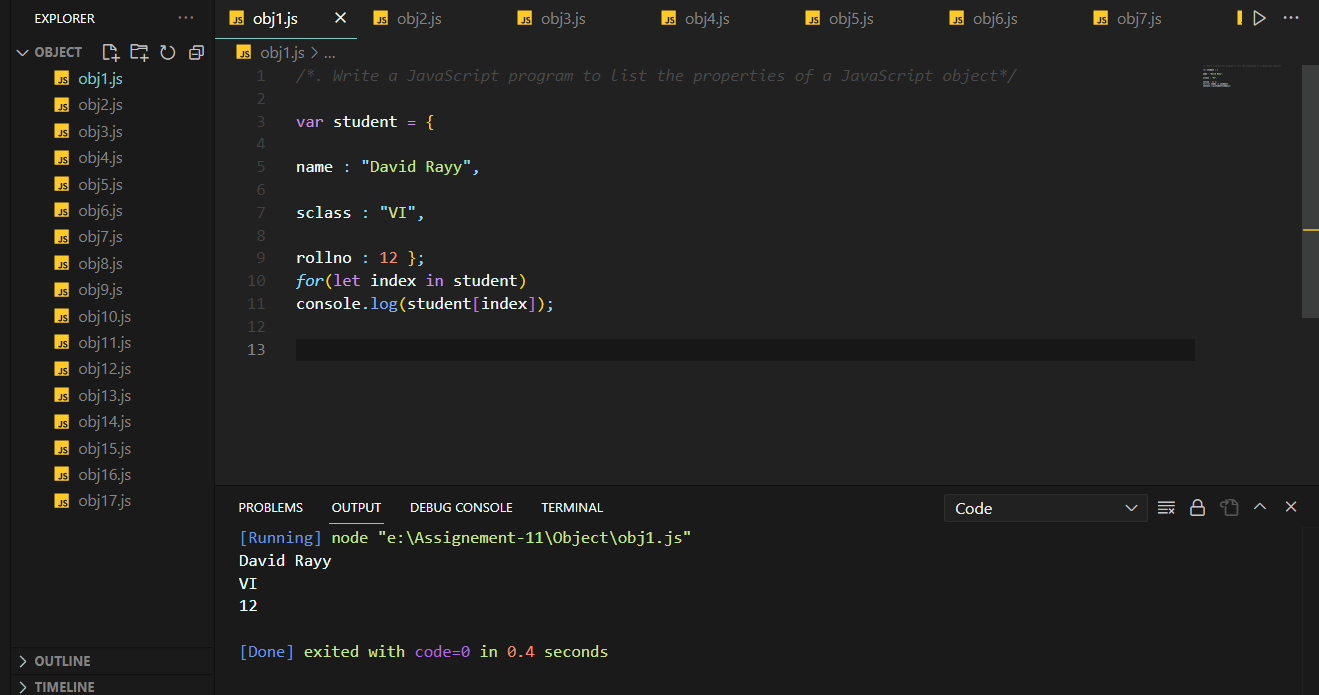 EXPLORER ...
OBJECT
JS obj1.js
JS obj2.js
JS obj3.js
JS obj4.js
JS obj5.js
JS obj6.js
JS obj7.js
JS obj8.js
JS obj9.js
JS obj10.js
JS obj11.js
JS obj12.js
JS obj13.js
JS obj14.js
JS obj15.js
JS obj16.js
JS obj17.js
OUTLINE
TIMELINE
JS obj1.js JS obj2.js JS obj3.js JS obj4.js JS obj5.js JS obj6.js JS obj7.js ...
JS obj1.js > ...
1 /*. Write a JavaScript program to list the properties of a JavaScript object*/
2
3 var student = {
4
5 name : "David Rayy",
6
7 sclass : "VI",
8
9 rollno : 12 };
10 for(let index in student)
11 console.log(student[index]);
12
13
PROBLEMS OUTPUT DEBUG CONSOLE TERMINAL Code
[Running] node "e:\Assignement-11\Object\obj1.js"
David Rayy
VI
12
[Done] exited with code=0 in 0.4 seconds